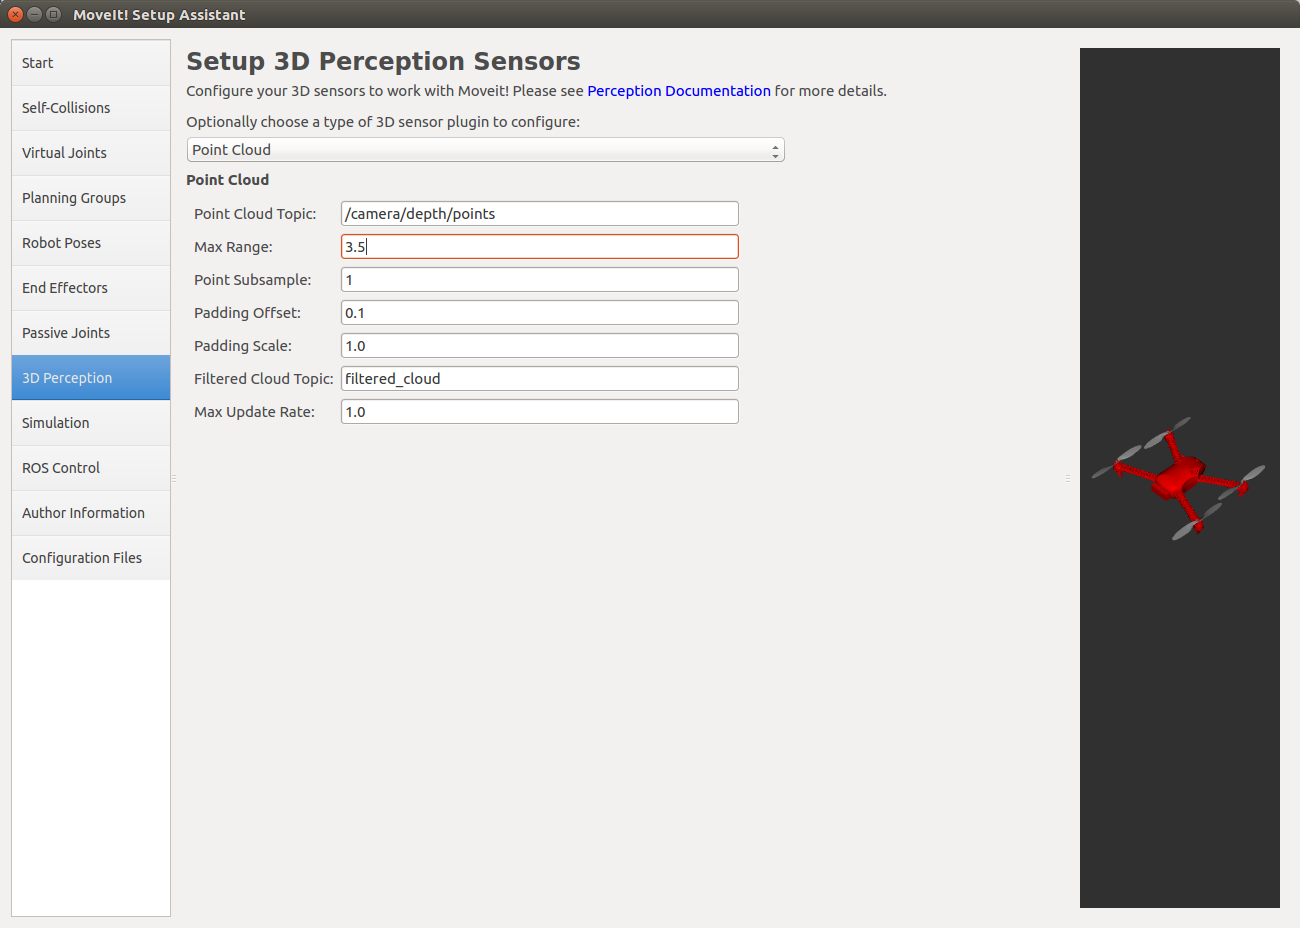 MoveIt! Setup Assistant
Start
Self-Collisions
Virtual Joints
Planning Groups
Robot Poses
End Effectors
Passive Joints
3D Perception
Simulation
ROS Control
Author Information
Configuration Files
Setup 3D Perception Sensors
Configure your 3D sensors to work with Moveit! Please see Perception Documentation for more details.
Optionally choose a type of 3D sensor plugin to configure:
Point Cloud
Point Cloud
Point Cloud Topic: /camera/depth/points
Max Range: 3.5
Point Subsample: 1
Padding Offset: 0.1
Padding Scale: 1.0
Filtered Cloud Topic: filtered_cloud
Max Update Rate: 1.0